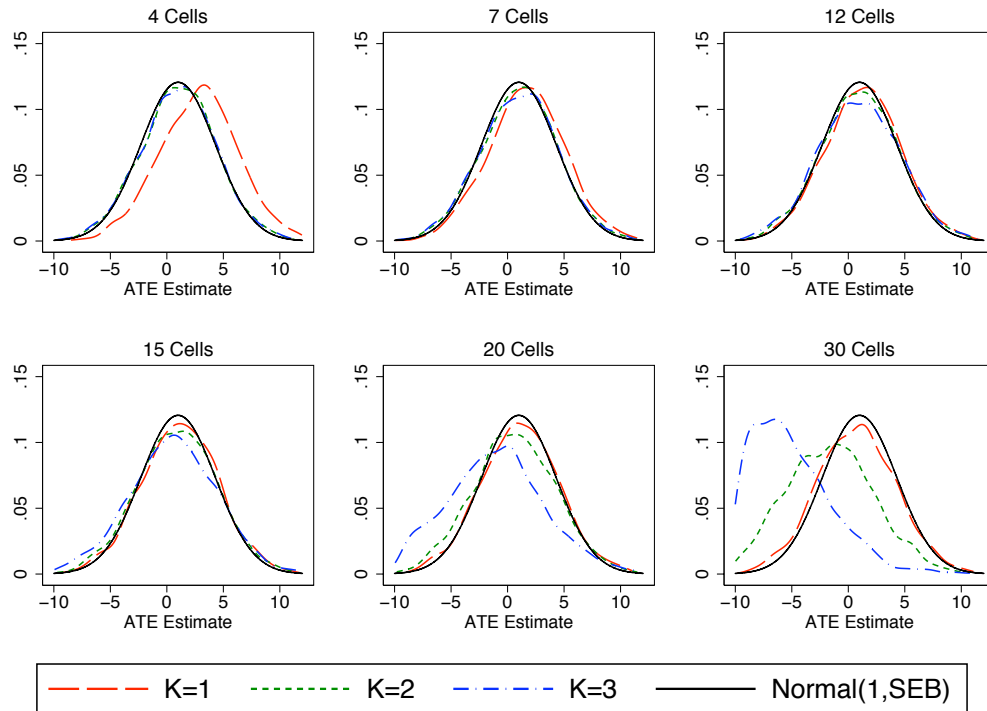 4 Cells
7 Cells
12 Cells
0 .05 .1 .15
0 .05 .1 .15
0 .05 .1 .15
−10 −5 0 5 10
−10 −5 0 5 10
−10 −5 0 5 10
ATE Estimate
ATE Estimate
ATE Estimate
15 Cells
20 Cells
30 Cells
0 .05 .1 .15
0 .05 .1 .15
0 .05 .1 .15
−10 −5 0 5 10
−10 −5 0 5 10
−10 −5 0 5 10
ATE Estimate
ATE Estimate
ATE Estimate
K=1 K=2 K=3 Normal(1,SEB)